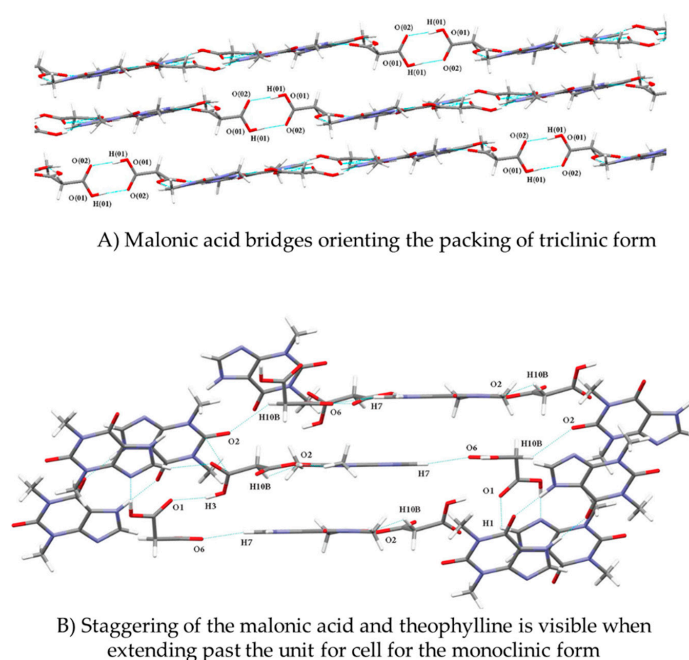 O(02) H(01) O(01)
O(01) H(01) O(02)
O(02) H(01) O(01)
O(01) H(01) O(02)
O(02) H(01) O(01) O(02) H(01) O(01)
O(01) H(01) O(02) O(01) H(01) O(02)
A) Malonic acid bridges orienting the packing of triclinic form
O2
H10B O6 H7 O2
O2 H10B
O2 O6
H10B H7
O1 H3 O1
H10B H1
O6 H7 O2
B) Staggering of the malonic acid and theophylline is visible when
extending past the unit for cell for the monoclinic form